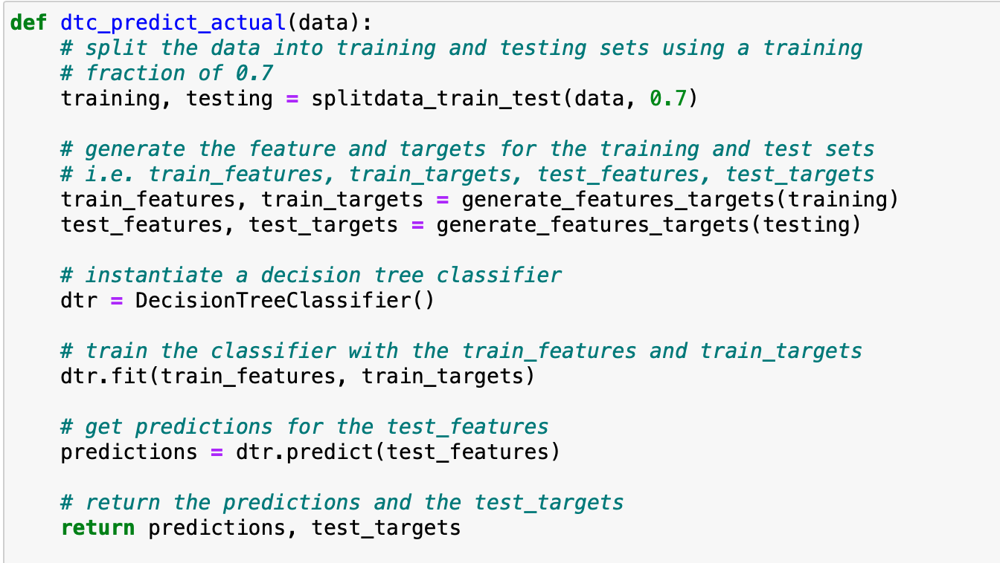 def dtc_predict_actual(data):
    # split the data into training and testing sets using a training
    # fraction of 0.7
    training, testing = splitdata_train_test(data, 0.7)

    # generate the feature and targets for the training and test sets
    # i.e. train_features, train_targets, test_features, test_targets
    train_features, train_targets = generate_features_targets(training)
    test_features, test_targets = generate_features_targets(testing)

    # instantiate a decision tree classifier
    dtr = DecisionTreeClassifier()

    # train the classifier with the train_features and train_targets
    dtr.fit(train_features, train_targets)

    # get predictions for the test_features
    predictions = dtr.predict(test_features)

    # return the predictions and the test_targets
    return predictions, test_targets